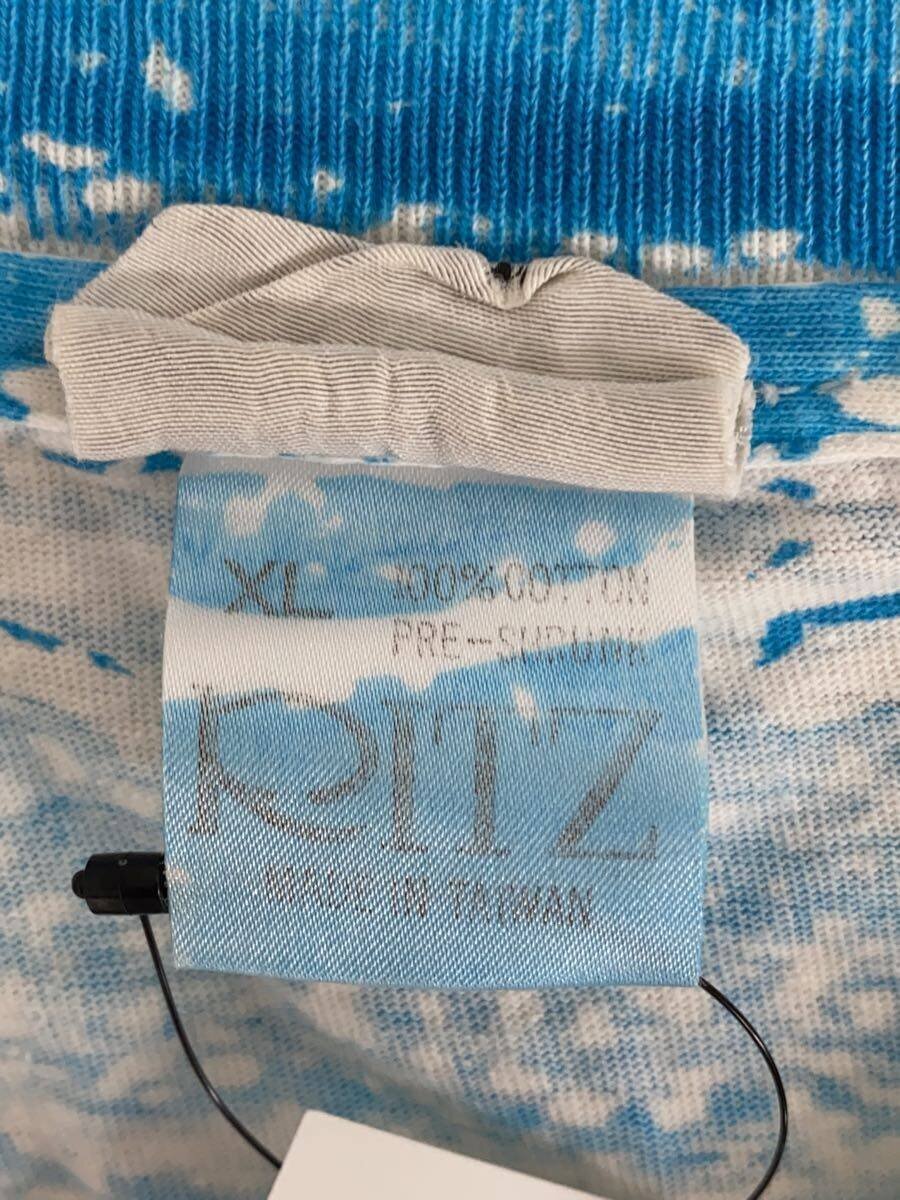 XL 100% COTTON
PRE-SHRUNK
RITZ
MADE IN TAIWAN